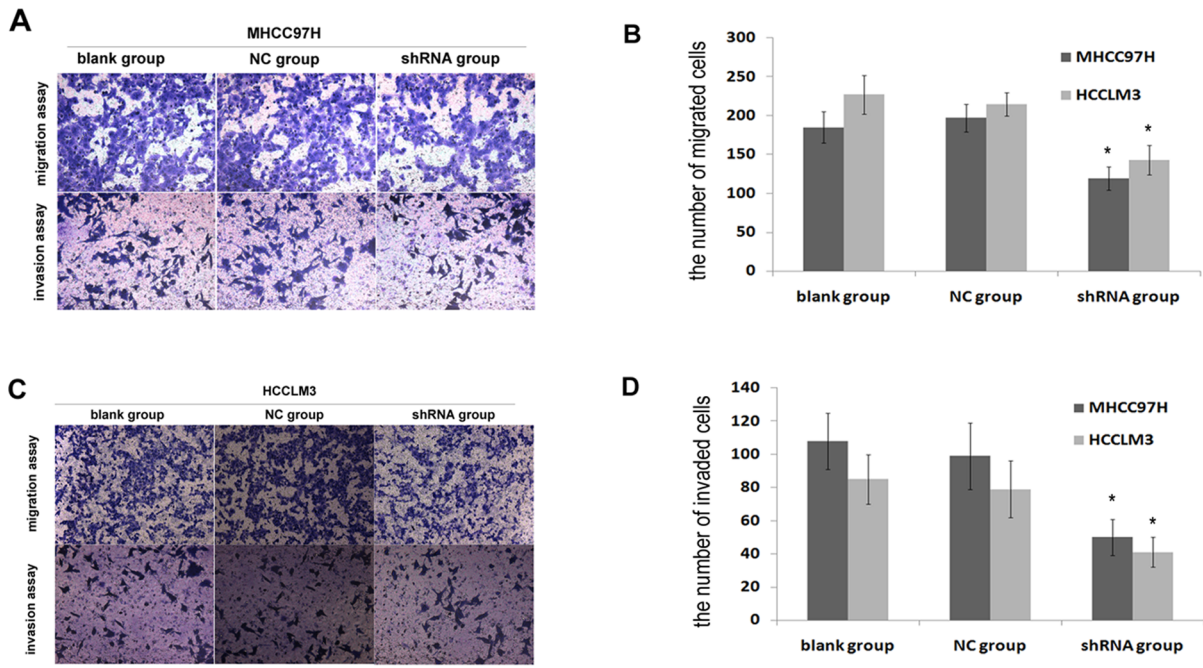 A
MHCC97H
blank group NC group shRNA group
migration assay
invasion assay
B
the number of migrated cells
300
250
200
150
100
50
0
MHCC97H
HCCLM3
* *
blank group NC group shRNA group
C
HCCLM3
blank group NC group shRNA group
migration assay
invasion assay
D
the number of invaded cells
140
120
100
80
60
40
20
0
MHCC97H
HCCLM3
* *
blank group NC group shRNA group